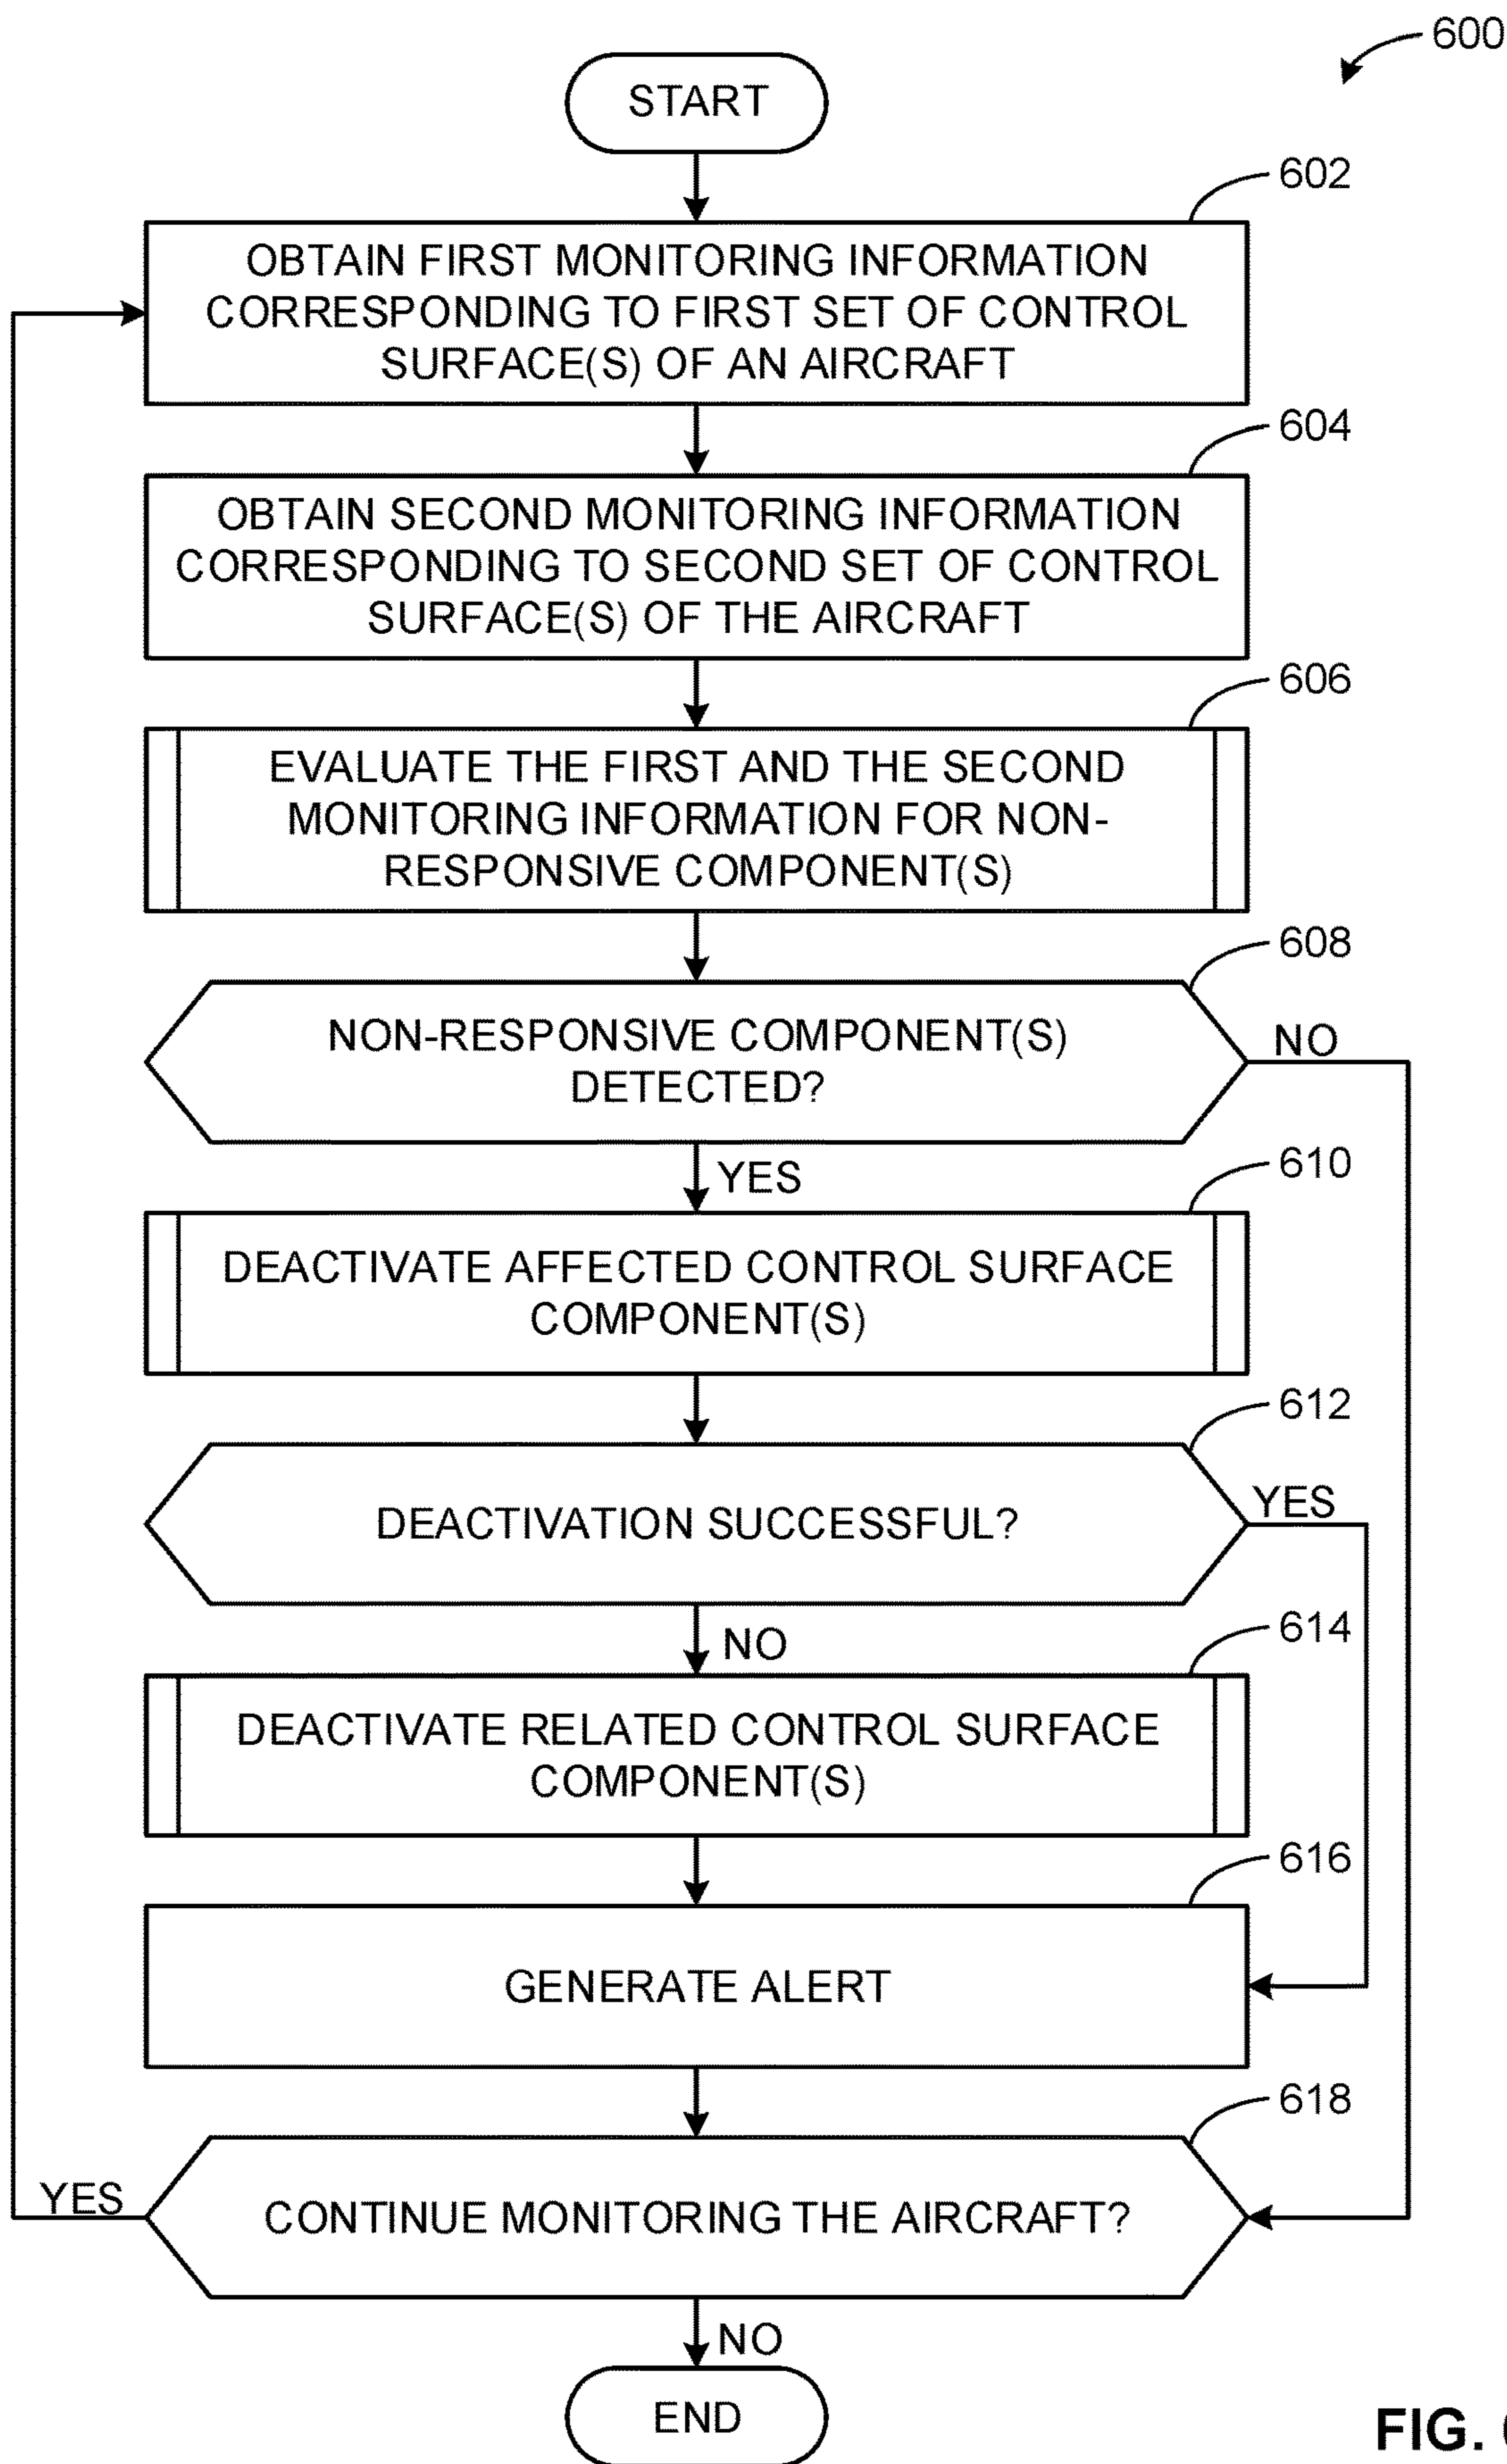 600
START
602
OBTAIN FIRST MONITORING INFORMATION
CORRESPONDING TO FIRST SET OF CONTROL
SURFACE(S) OF AN AIRCRAFT
604
OBTAIN SECOND MONITORING INFORMATION
CORRESPONDING TO SECOND SET OF CONTROL
SURFACE(S) OF THE AIRCRAFT
606
EVALUATE THE FIRST AND THE SECOND
MONITORING INFORMATION FOR NON-
RESPONSIVE COMPONENT(S)
608
NON-RESPONSIVE COMPONENT(S)
DETECTED?
NO
YES
610
DEACTIVATE AFFECTED CONTROL SURFACE
COMPONENT(S)
612
DEACTIVATION SUCCESSFUL?
YES
NO
614
DEACTIVATE RELATED CONTROL SURFACE
COMPONENT(S)
616
GENERATE ALERT
618
CONTINUE MONITORING THE AIRCRAFT?
YES
NO
END
FIG.